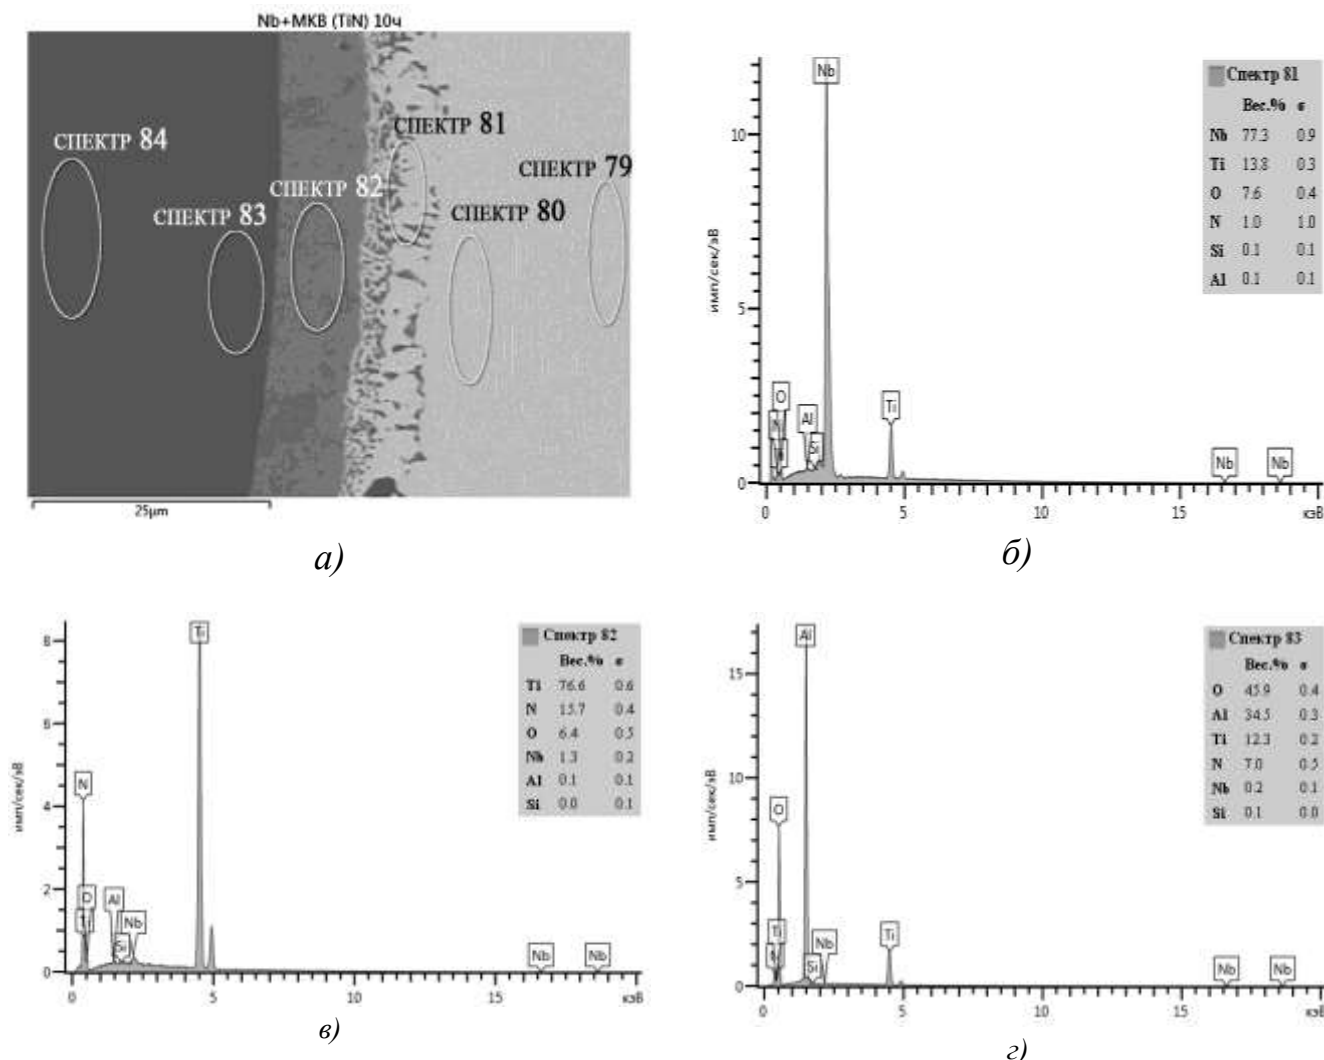 Nb+МКВ (TiN) 10ч
СПЕКТР 84
СПЕКТР 83
СПЕКТР 82
СПЕКТР 81
СПЕКТР 80
СПЕКТР 79
25µm
а)
имп/сек/эВ
10
5
0
Nb
O
N
Al
Si
Ti
Nb
Nb
0
5
10
15
кэВ
Спектр 81
Вес.% σ
Nb 77.3 0.9
Ti 13.8 0.3
O 7.6 0.4
N 1.0 1.0
Si 0.1 0.1
Al 0.1 0.1
б)
имп/сек/эВ
8
6
4
2
0
Ti
N
O
Ti
Al
Si
Nb
Nb
Nb
0
5
10
15
кэВ
Спектр 82
Вес.% σ
Ti 76.6 0.6
N 15.7 0.4
O 6.4 0.5
Nb 1.3 0.2
Al 0.1 0.1
Si 0.0 0.1
в)
имп/сек/эВ
15
10
5
0
Al
O
Ti
N
Si
Nb
Ti
Nb
Nb
0
5
10
15
кэВ
Спектр 83
Вес.% σ
O 45.9 0.4
Al 34.5 0.3
Ti 12.3 0.2
N 7.0 0.5
Nb 0.2 0.1
Si 0.1 0.0
г)